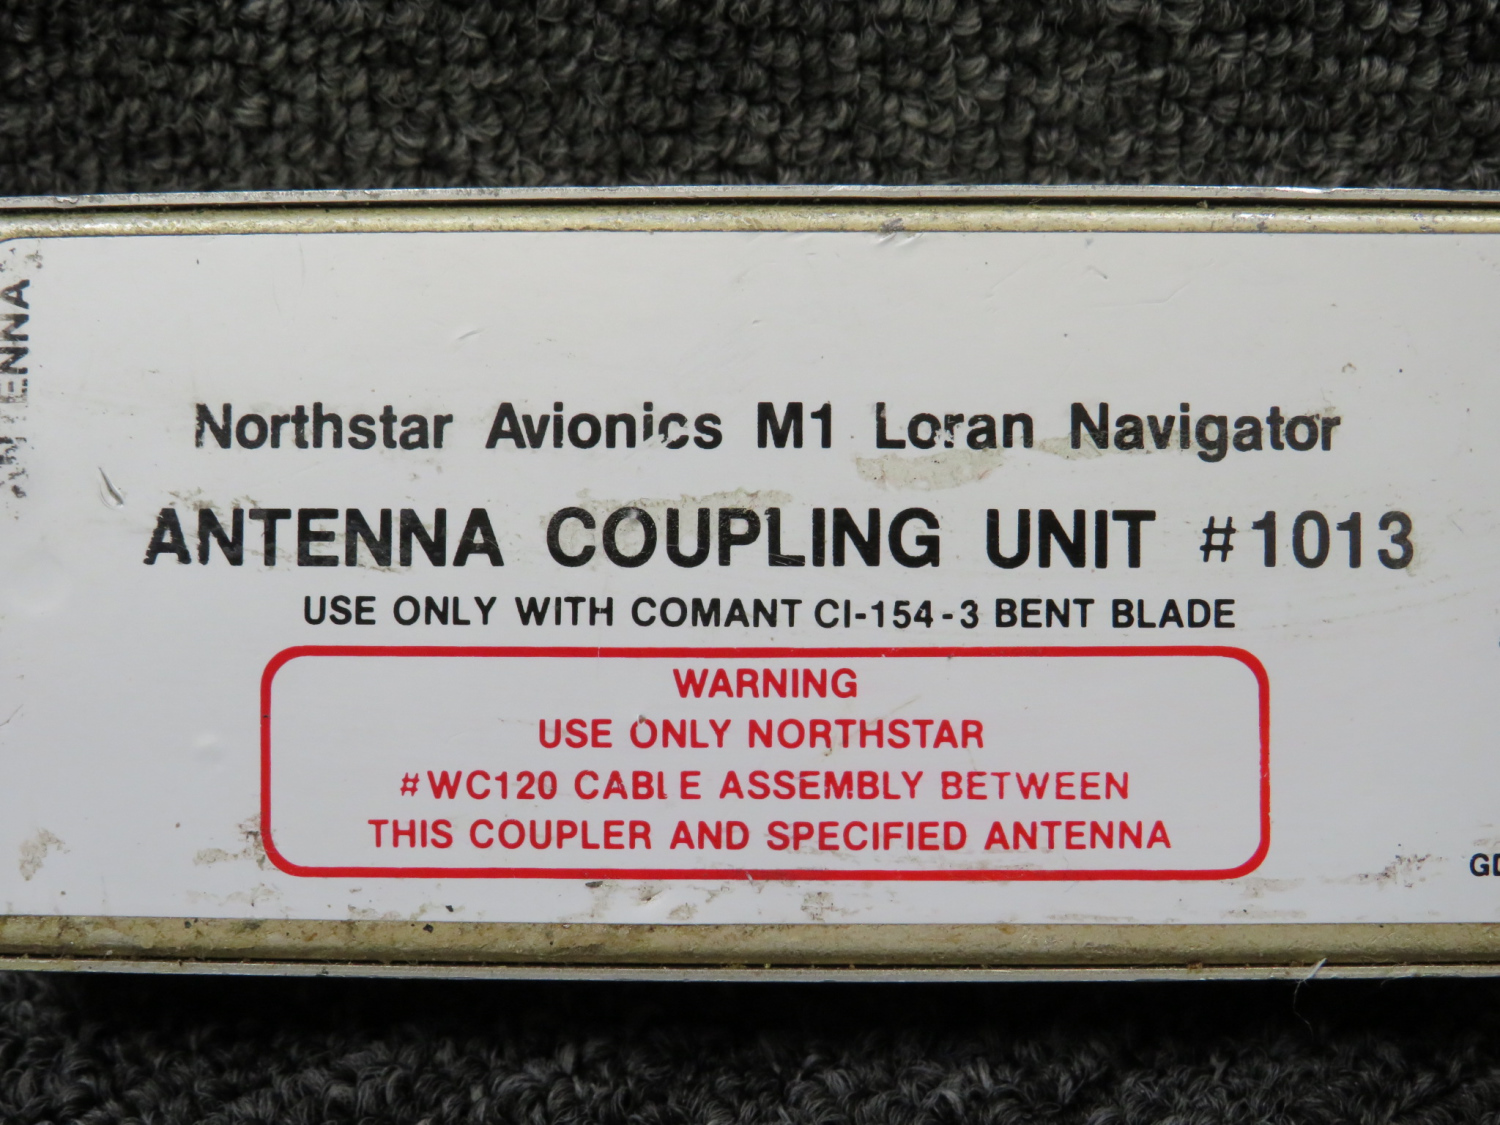 ANTENNA
Northstar Avionics M1 Loran Navigator
ANTENNA COUPLING UNIT #1013
USE ONLY WITH COMANT CI-154-3 BENT BLADE
WARNING
USE ONLY NORTHSTAR
#WC120 CABLE ASSEMBLY BETWEEN
THIS COUPLER AND SPECIFIED ANTENNA